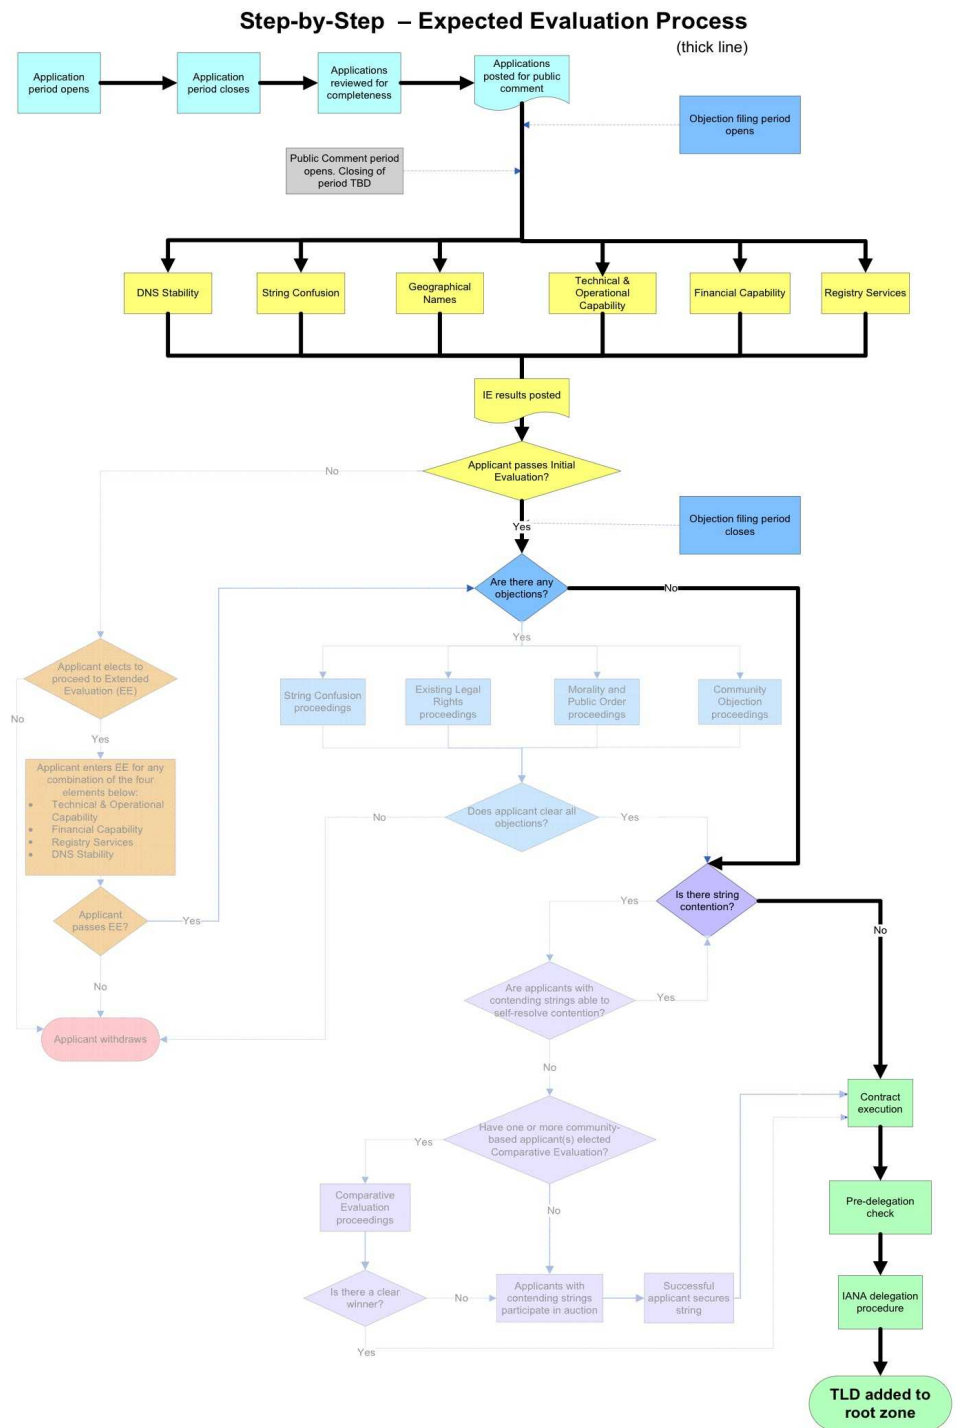 Step-by-Step – Expected Evaluation Process
(thick line)
Application
period opens
Application
period closes
Applications
reviewed for
completeness
Applications
posted for public
comment
Objection filing period
opens
Public Comment period
opens. Closing of
period TBD
DNS Stability
String Confusion
Geographical
Names
Technical &
Operational
Capability
Financial Capability
Registry Services
IE results posted
Applicant passes Initial
Evaluation?
No
Yes
Objection filing period
closes
Are there any
objections?
No
Yes
Applicant elects to
proceed to Extended
Evaluation (EE)
No
Yes
String Confusion
proceedings
Existing Legal
Rights
proceedings
Morality and
Public Order
proceedings
Community
Objection
proceedings
Applicant enters EE for any
combination of the four
elements below:
• Technical & Operational
Capability
• Financial Capability
• Registry Services
• DNS Stability
Does applicant clear all
objections?
No
Yes
Applicant
passes EE?
Yes
No
Is there string
contention?
Yes
No
Are applicants with
contending strings able to
self-resolve contention?
Yes
No
Applicant withdraws
Contract
execution
Have one or more community-
based applicant(s) elected
Comparative Evaluation?
Yes
No
Comparative
Evaluation
proceedings
Pre-delegation
check
Is there a clear
winner?
No
Yes
Applicants with
contending strings
participate in auction
Successful
applicant secures
string
IANA delegation
procedure
TLD added to
root zone